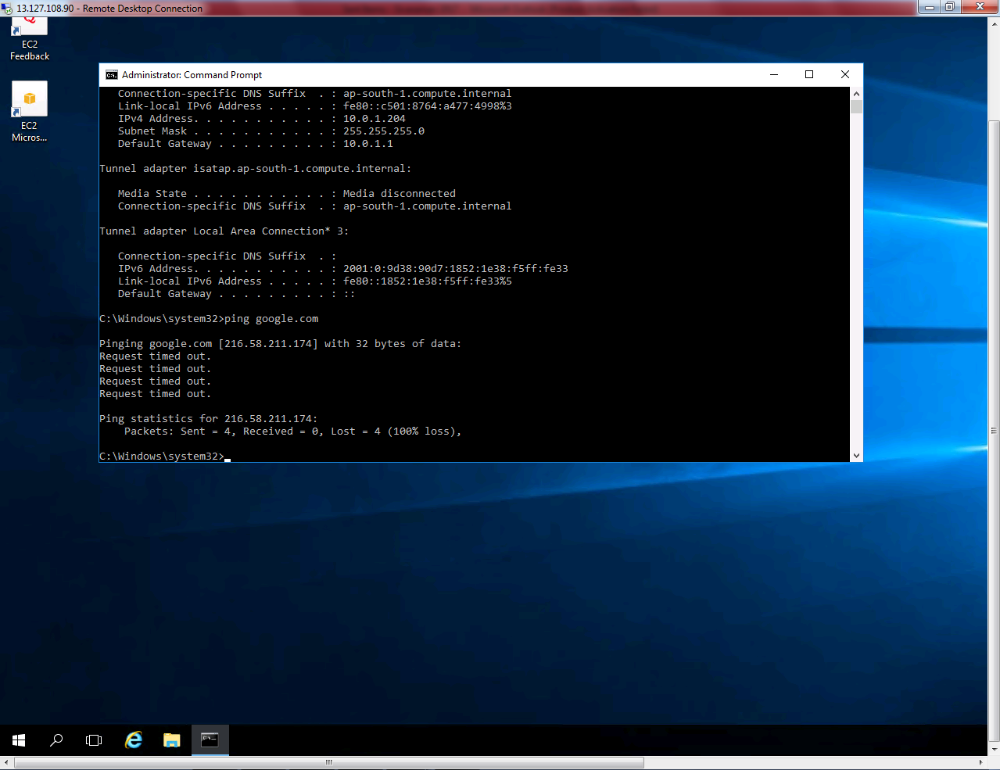 13.127.108.90 - Remote Desktop Connection
EC2
Feedback
EC2
Micros...
Administrator: Command Prompt
Connection-specific DNS Suffix  . : ap-south-1.compute.internal
Link-local IPv6 Address . . . . . : fe80::c501:8764:a477:4998%3
IPv4 Address. . . . . . . . . . . : 10.0.1.204
Subnet Mask . . . . . . . . . . . : 255.255.255.0
Default Gateway . . . . . . . . . : 10.0.1.1
Tunnel adapter isatap.ap-south-1.compute.internal:
Media State . . . . . . . . . . . : Media disconnected
Connection-specific DNS Suffix  . : ap-south-1.compute.internal
Tunnel adapter Local Area Connection* 3:
Connection-specific DNS Suffix  . :
IPv6 Address. . . . . . . . . . . : 2001:0:9d38:90d7:1852:1e38:f5ff:fe33
Link-local IPv6 Address . . . . . : fe80::1852:1e38:f5ff:fe33%5
Default Gateway . . . . . . . . . : ::
C:\Windows\system32>ping google.com
Pinging google.com [216.58.211.174] with 32 bytes of data:
Request timed out.
Request timed out.
Request timed out.
Request timed out.
Ping statistics for 216.58.211.174:
Packets: Sent = 4, Received = 0, Lost = 4 (100% loss),
C:\Windows\system32>